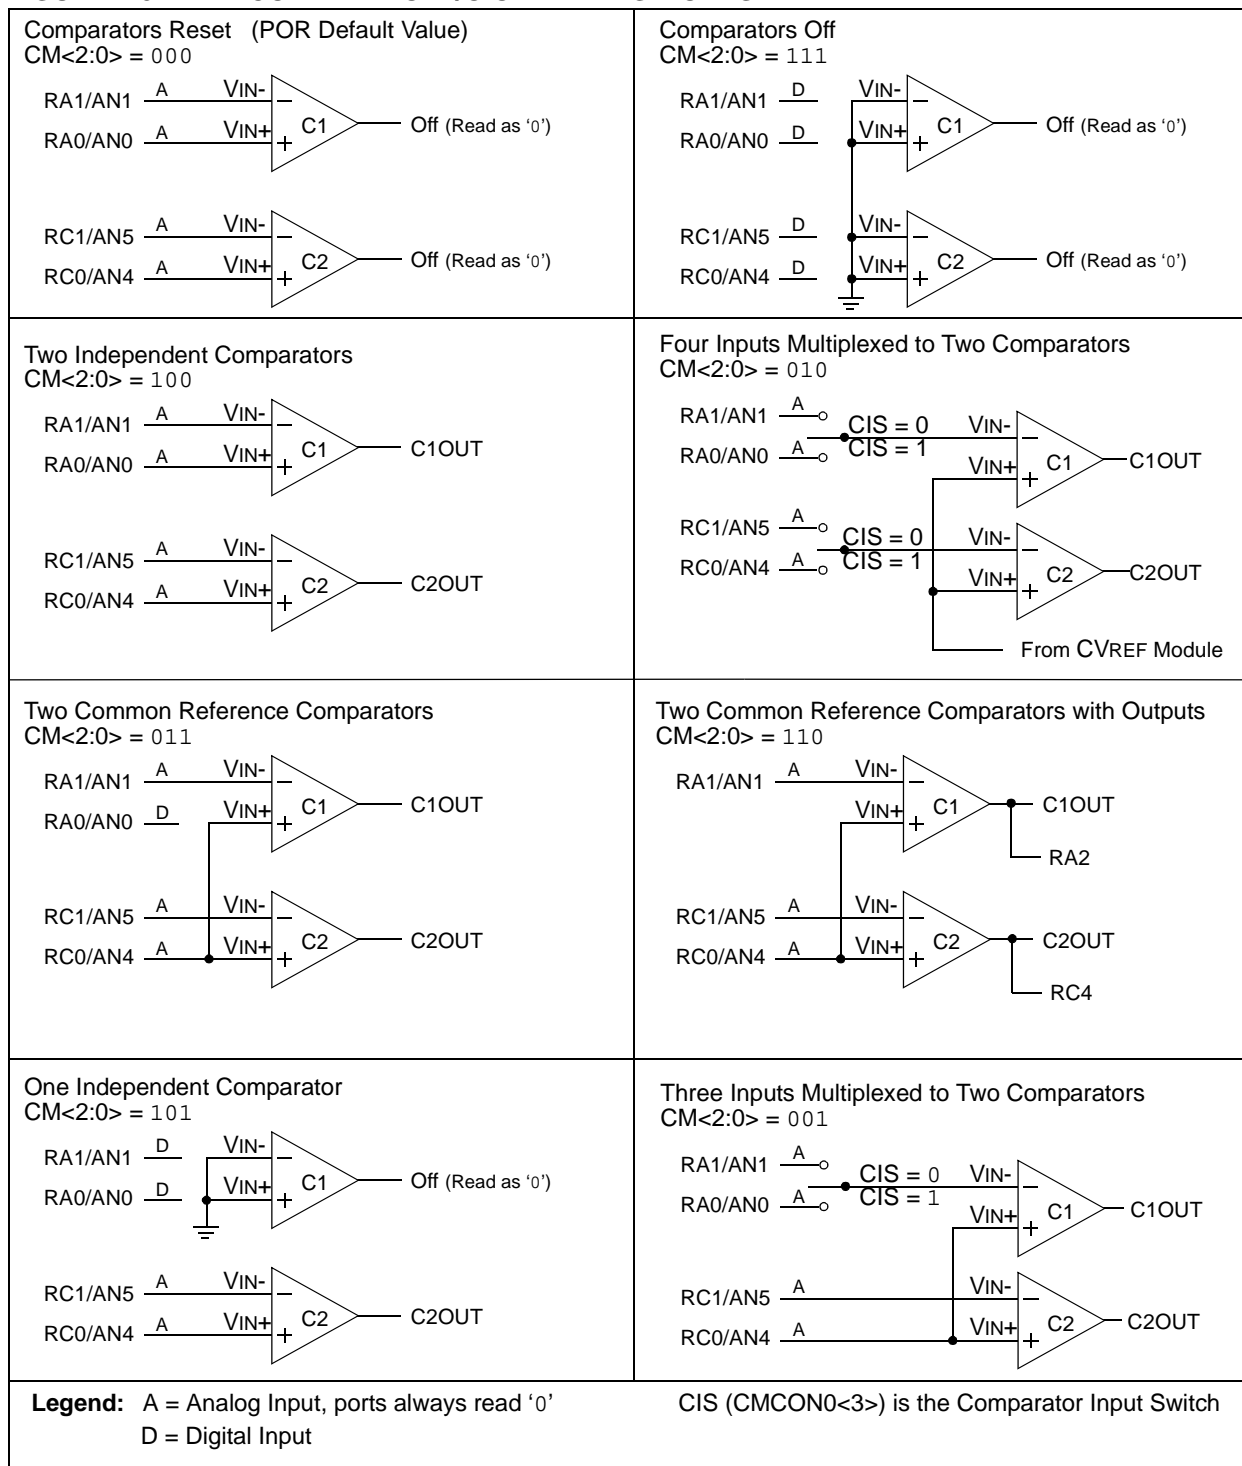 Comparators Reset (POR Default Value)
CM<2:0> = 000
RA1/AN1 A VIN-
RA0/AN0 A VIN+
C1
Off (Read as ‘0’)
RC1/AN5 A VIN-
RC0/AN4 A VIN+
C2
Off (Read as ‘0’)
Comparators Off
CM<2:0> = 111
RA1/AN1 D VIN-
RA0/AN0 D VIN+
C1
Off (Read as ‘0’)
RC1/AN5 D VIN-
RC0/AN4 D VIN+
C2
Off (Read as ‘0’)
Two Independent Comparators
CM<2:0> = 100
RA1/AN1 A VIN-
RA0/AN0 A VIN+
C1
C1OUT
RC1/AN5 A VIN-
RC0/AN4 A VIN+
C2
C2OUT
Four Inputs Multiplexed to Two Comparators
CM<2:0> = 010
RA1/AN1 A
CIS = 0 VIN-
RA0/AN0 A CIS = 1
VIN+ C1 C1OUT
RC1/AN5 A
CIS = 0 VIN-
RC0/AN4 A CIS = 1
VIN+ C2 C2OUT
From CVREF Module
Two Common Reference Comparators
CM<2:0> = 011
RA1/AN1 A VIN-
RA0/AN0 D VIN+
C1
C1OUT
RC1/AN5 A VIN-
RC0/AN4 A VIN+
C2
C2OUT
Two Common Reference Comparators with Outputs
CM<2:0> = 110
RA1/AN1 A VIN-
VIN+ C1 C1OUT
RA2
RC1/AN5 A VIN-
RC0/AN4 A VIN+
C2
C2OUT
RC4
One Independent Comparator
CM<2:0> = 101
RA1/AN1 D VIN-
RA0/AN0 D VIN+
C1
Off (Read as ‘0’)
RC1/AN5 A VIN-
RC0/AN4 A VIN+
C2
C2OUT
Three Inputs Multiplexed to Two Comparators
CM<2:0> = 001
RA1/AN1 A
CIS = 0 VIN-
RA0/AN0 A CIS = 1
VIN+ C1 C1OUT
RC1/AN5 A VIN-
RC0/AN4 A VIN+
C2
C2OUT
Legend: A = Analog Input, ports always read ‘0’ CIS (CMCON0<3>) is the Comparator Input Switch
D = Digital Input